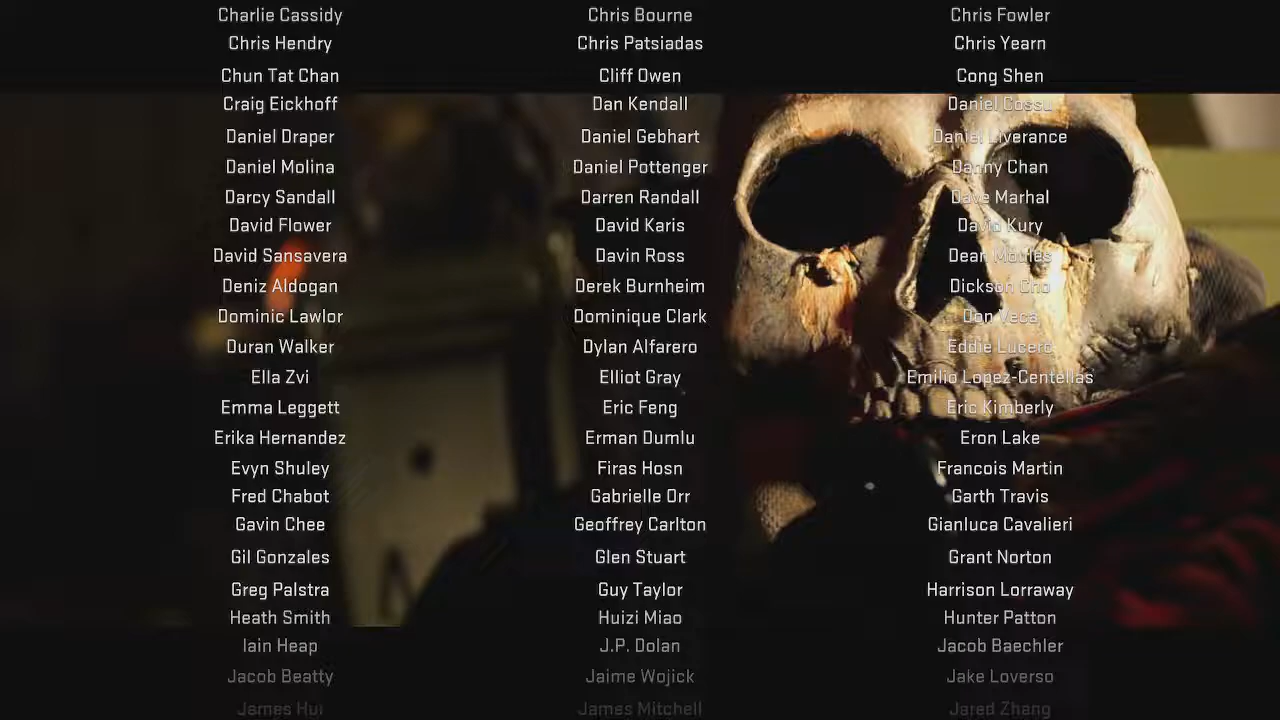 Charlie Cassidy Chris Bourne Chris Fowler
Chris Hendry Chris Patsiadas Chris Yearn
Chun Tat Chan Cliff Owen Cong Shen
Craig Eickhoff Dan Kendall Daniel Cossu
Daniel Draper Daniel Gebhart Daniel Liverance
Daniel Molina Daniel Pottenger Danny Chan
Darcy Sandall Darren Randall Dave Marhal
David Flower David Karis David Kury
David Sansavera Davin Ross Dean Moules
Deniz Aldogan Derek Burnheim Dickson Cho
Dominic Lawlor Dominique Clark Don Veca
Duran Walker Dylan Alfarero Eddie Lucero
Ella Zvi Elliot Gray Emilio Lopez-Centellas
Emma Leggett Eric Feng Eric Kimberly
Erika Hernandez Erman Dumlu Eron Lake
Evyn Shuley Firas Hosn Francois Martin
Fred Chabot Gabrielle Orr Garth Travis
Gavin Chee Geoffrey Carlton Gianluca Cavalieri
Gil Gonzales Glen Stuart Grant Norton
Greg Palstra Guy Taylor Harrison Lorraway
Heath Smith Huizi Miao Hunter Patton
Iain Heap J.P. Dolan Jacob Baechler
Jacob Beatty Jaime Wojick Jake Loverso
James Hui James Mitchell Jared Zhang